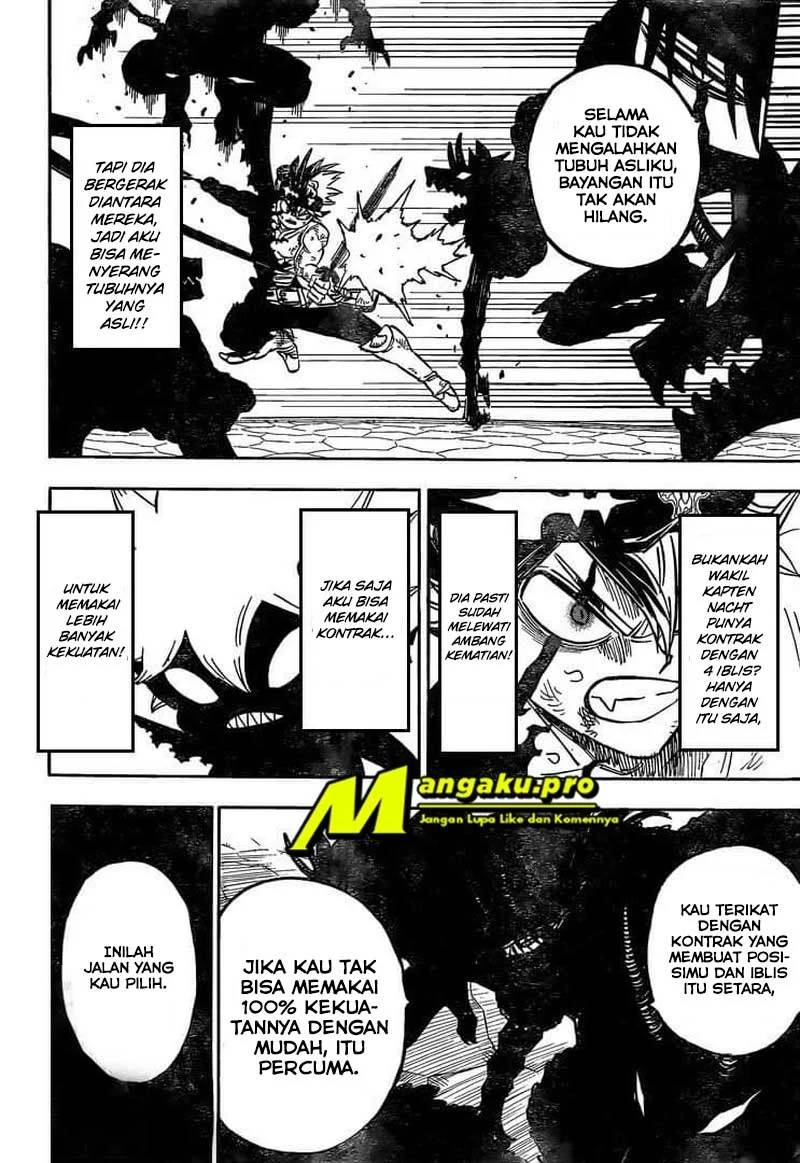 SELAMA
KAU TIDAK
MENGALAHKAN
TUBUH ASLIKU,
BAYANGAN ITU
TAK AKAN
HILANG.
TAPI DIA
BERGERAK
DIANTARA
MEREKA,
JADI AKU
BISA ME-
NYERANG
TUBUHNYA
YANG
ASLI!!
BUKANKAH
WAKIL
KAPTEN
NACHT
PUNYA
KONTRAK
DENGAN
4 IBLIS?
HANYA
DENGAN
ITU SAJA,
DIA PASTI
SUDAH
MELEWATI
AMBANG
KEMATIAN!
JIKA SAJA
AKU BISA
MEMAKAI
KONTRAK...
UNTUK
MEMAKAI
LEBIH
BANYAK
KEKUATAN!
Mangaku.pro
Jangan Lupa Like dan Komennya
KAU TERIKAT
DENGAN
KONTRAK YANG
MEMBUAT POSI-
SIMU DAN IBLIS
ITU SETARA,
JIKA KAU TAK
BISA MEMAKAI
100% KEKUA-
TANNYA DENGAN
MUDAH, ITU
PERCUMA.
INILAH
JALAN YANG
KAU PILIH.